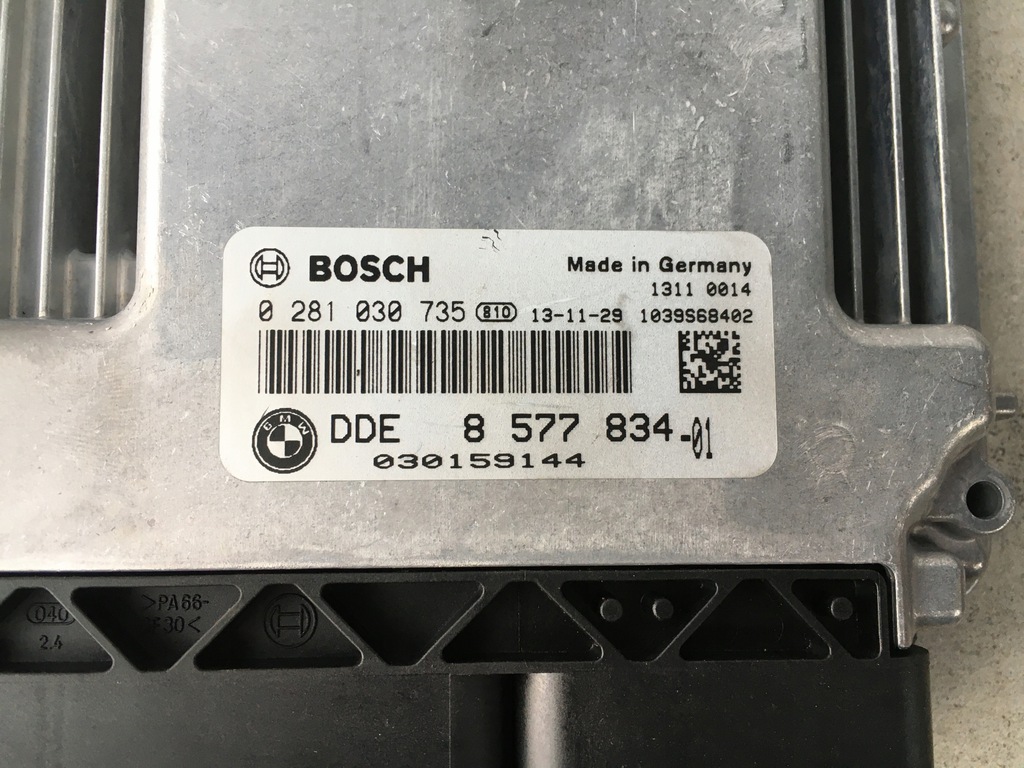 BOSCH
Made in Germany
1311 0014
0 281 030 735 810 13-11-29 1039S68402
BMW
DDE 8 577 834-01
030159144
040
2.4
>PA66-